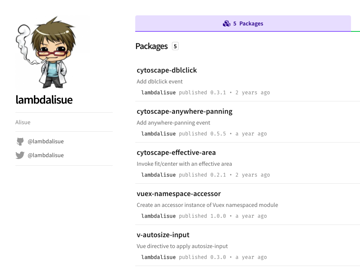 5 Packages
lambdalisue
Alisue
@lambdalisue
@lambdalisue
Packages 5
cytoscape-dblclick
Add dblclick event
lambdalisue published 0.3.1 • 2 years ago
cytoscape-anywhere-panning
Add anywhere-panning event
lambdalisue published 0.5.5 • a year ago
cytoscape-effective-area
Invoke fit/center with an effective area
lambdalisue published 0.2.1 • 2 years ago
vuex-namespace-accessor
Create an accessor instance of Vuex namespaced module
lambdalisue published 1.0.0 • a year ago
v-autosize-input
Vue directive to apply autosize-input
lambdalisue published 0.3.0 • a year ago